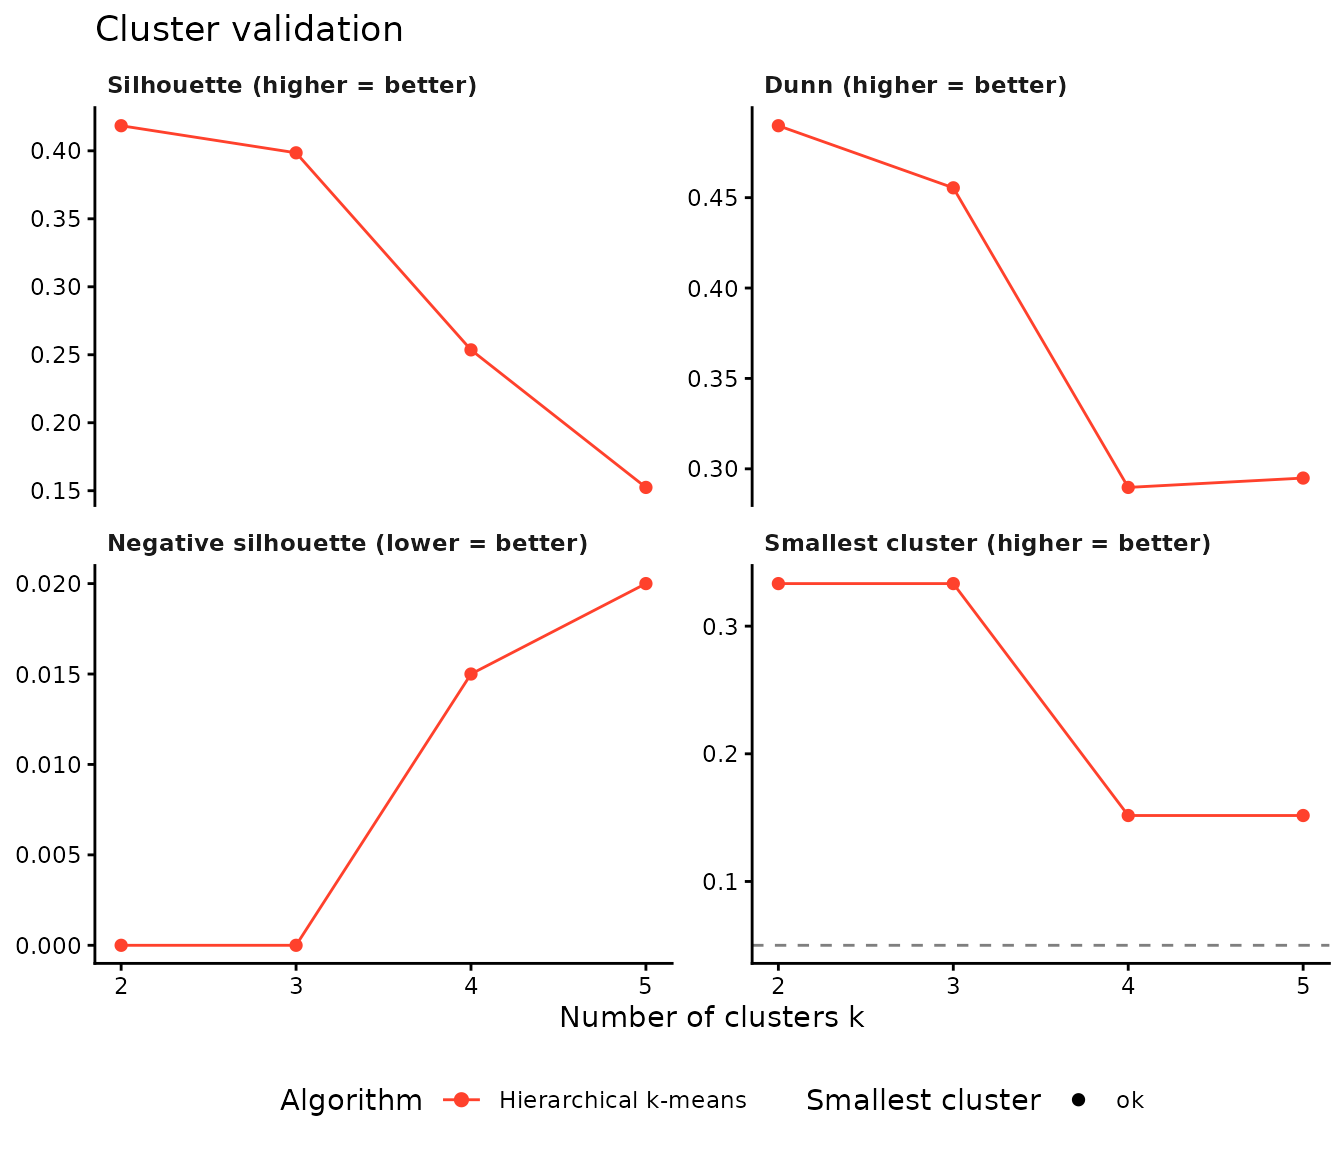 Cluster validation
Silhouette (higher = better)
0.40
0.35
0.30
0.25
0.20
0.15
Dunn (higher = better)
0.45
0.40
0.35
0.30
Negative silhouette (lower = better)
0.020
0.015
0.010
0.005
0.000
2 3 4 5
Smallest cluster (higher = better)
0.3
0.2
0.1
2 3 4 5
Number of clusters k
Algorithm Hierarchical k-means Smallest cluster ok